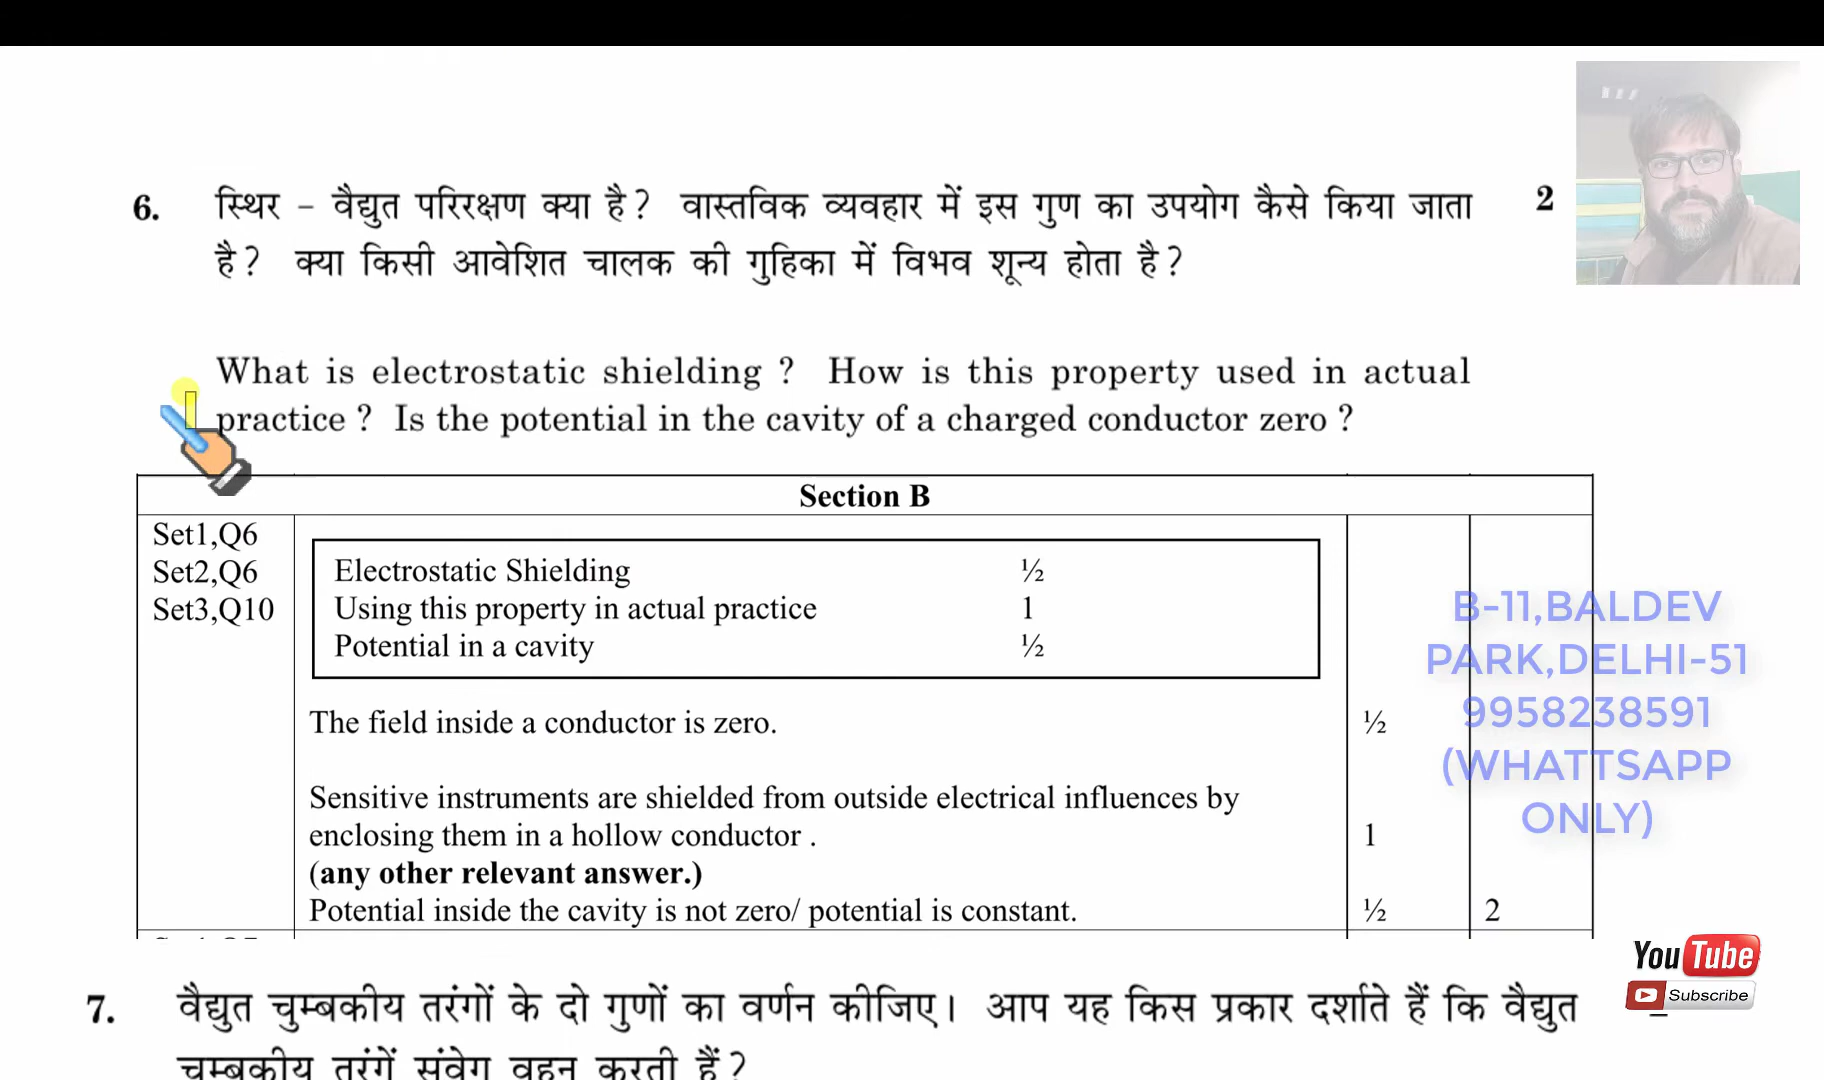 6. स्थिर – वैद्युत परिरक्षण क्या है ? वास्तविक व्यवहार में इस गुण का उपयोग कैसे किया जाता 2
है ? क्या किसी आवेशित चालक की गुहिका में विभव शून्य होता है ?
What is electrostatic shielding ? How is this property used in actual
practice ? Is the potential in the cavity of a charged conductor zero ?
Section B
Set1,Q6
Set2,Q6
Set3,Q10
Electrostatic Shielding ½
Using this property in actual practice 1
Potential in a cavity ½
The field inside a conductor is zero. ½
Sensitive instruments are shielded from outside electrical influences by
enclosing them in a hollow conductor . 1
(any other relevant answer.)
Potential inside the cavity is not zero/ potential is constant. ½ 2
B-11,BALDEV
PARK,DELHI-51
9958238591
(WHATTSAPP
ONLY)
You Tube
Subscribe
7. वैद्युत चुम्बकीय तरंगों के दो गुणों का वर्णन कीजिए। आप यह किस प्रकार दर्शाते हैं कि वैद्युत
चुम्बकीय तरंगें संवेग वहन करती हैं ?